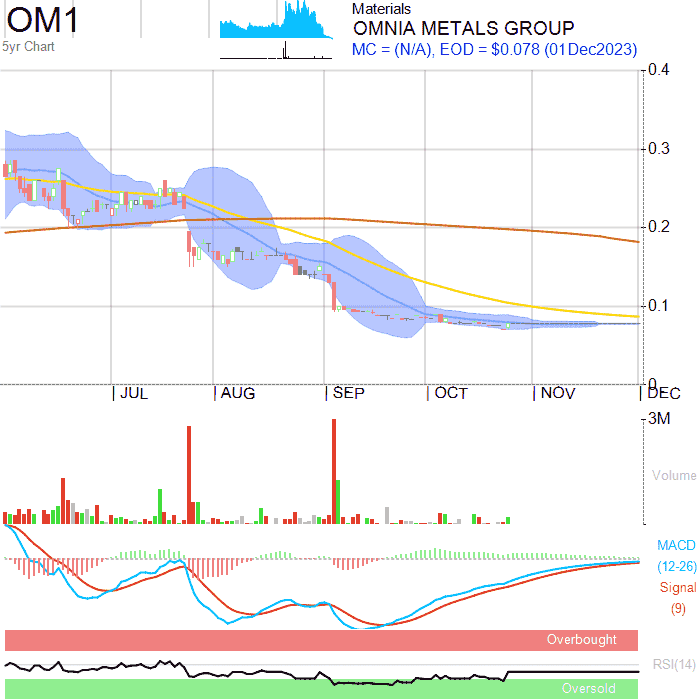 OM1
5yr Chart
Materials
OMNIA METALS GROUP
MC = (N/A), EOD = $0.078 (01Dec2023)
0.4
0.3
0.2
0.1
0
JUL AUG SEP OCT NOV DEC
3M
Volume
MACD
(12-26)
Signal
(9)
Overbought
RSI(14)
Oversold